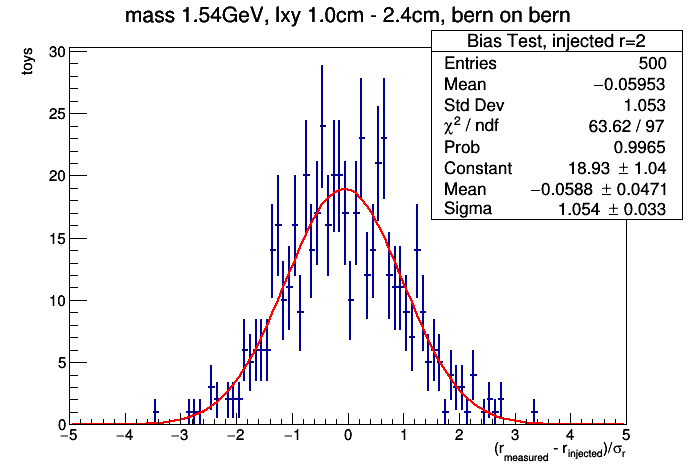 mass 1.54GeV, lxy 1.0cm - 2.4cm, bern on bern
Bias Test, injected r=2
Entries 500
Mean −0.05953
Std Dev 1.053
χ² / ndf 63.62 / 97
Prob 0.9965
Constant 18.93 ± 1.04
Mean −0.0588 ± 0.0471
Sigma 1.054 ± 0.033
toys
30
25
20
15
10
5
0
−5 −4 −3 −2 −1 0 1 2 3 4 5
(r_measured - r_injected)/σ_r